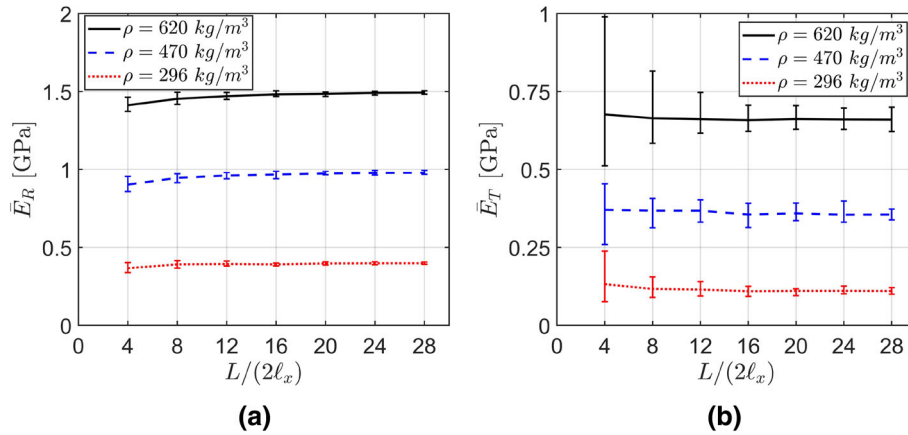 2
1.5
1
0.5
0
Ē_R [GPa]
ρ = 620 kg/m³
ρ = 470 kg/m³
ρ = 296 kg/m³
0 4 8 12 16 20 24 28
L/(2ℓₓ)
(a)
1
0.75
0.5
0.25
0
Ē_T [GPa]
ρ = 620 kg/m³
ρ = 470 kg/m³
ρ = 296 kg/m³
0 4 8 12 16 20 24 28
L/(2ℓₓ)
(b)